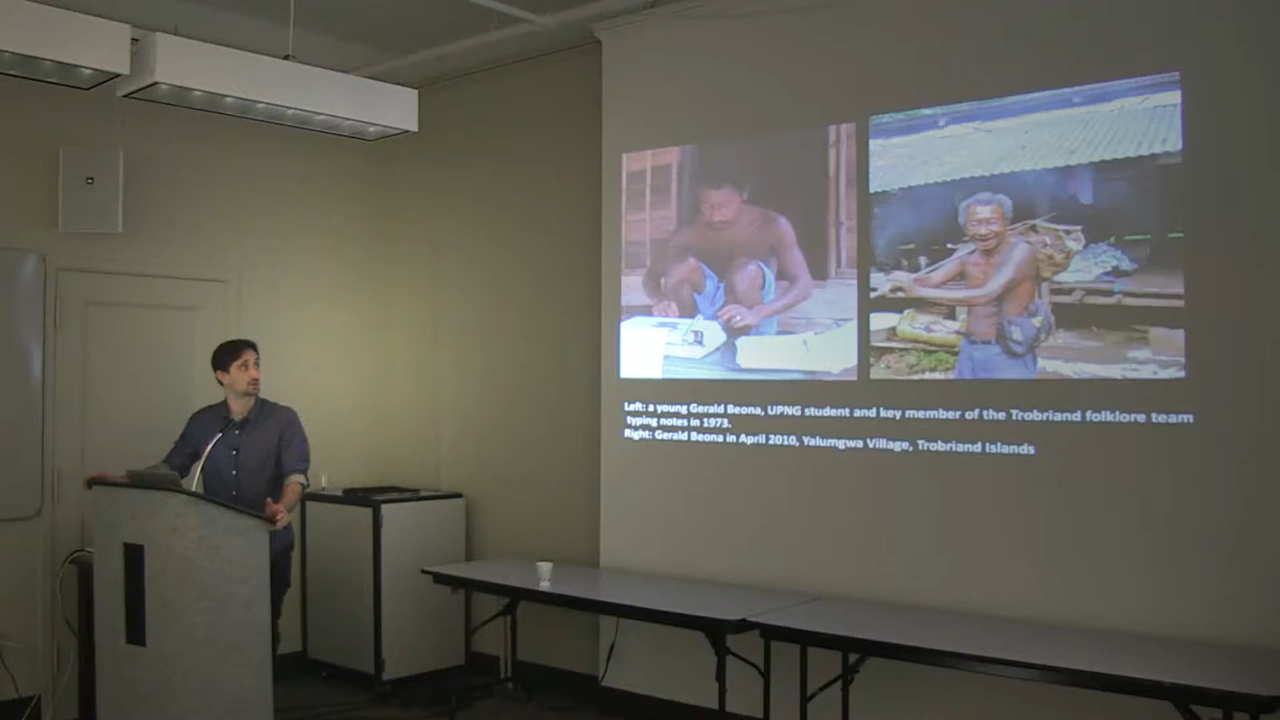 Left: a young Gerald Beona, UPNG student and key member of the Trobriand folklore team
typing notes in 1973.
Right: Gerald Beona in April 2010, Yalumgwa Village, Trobriand Islands